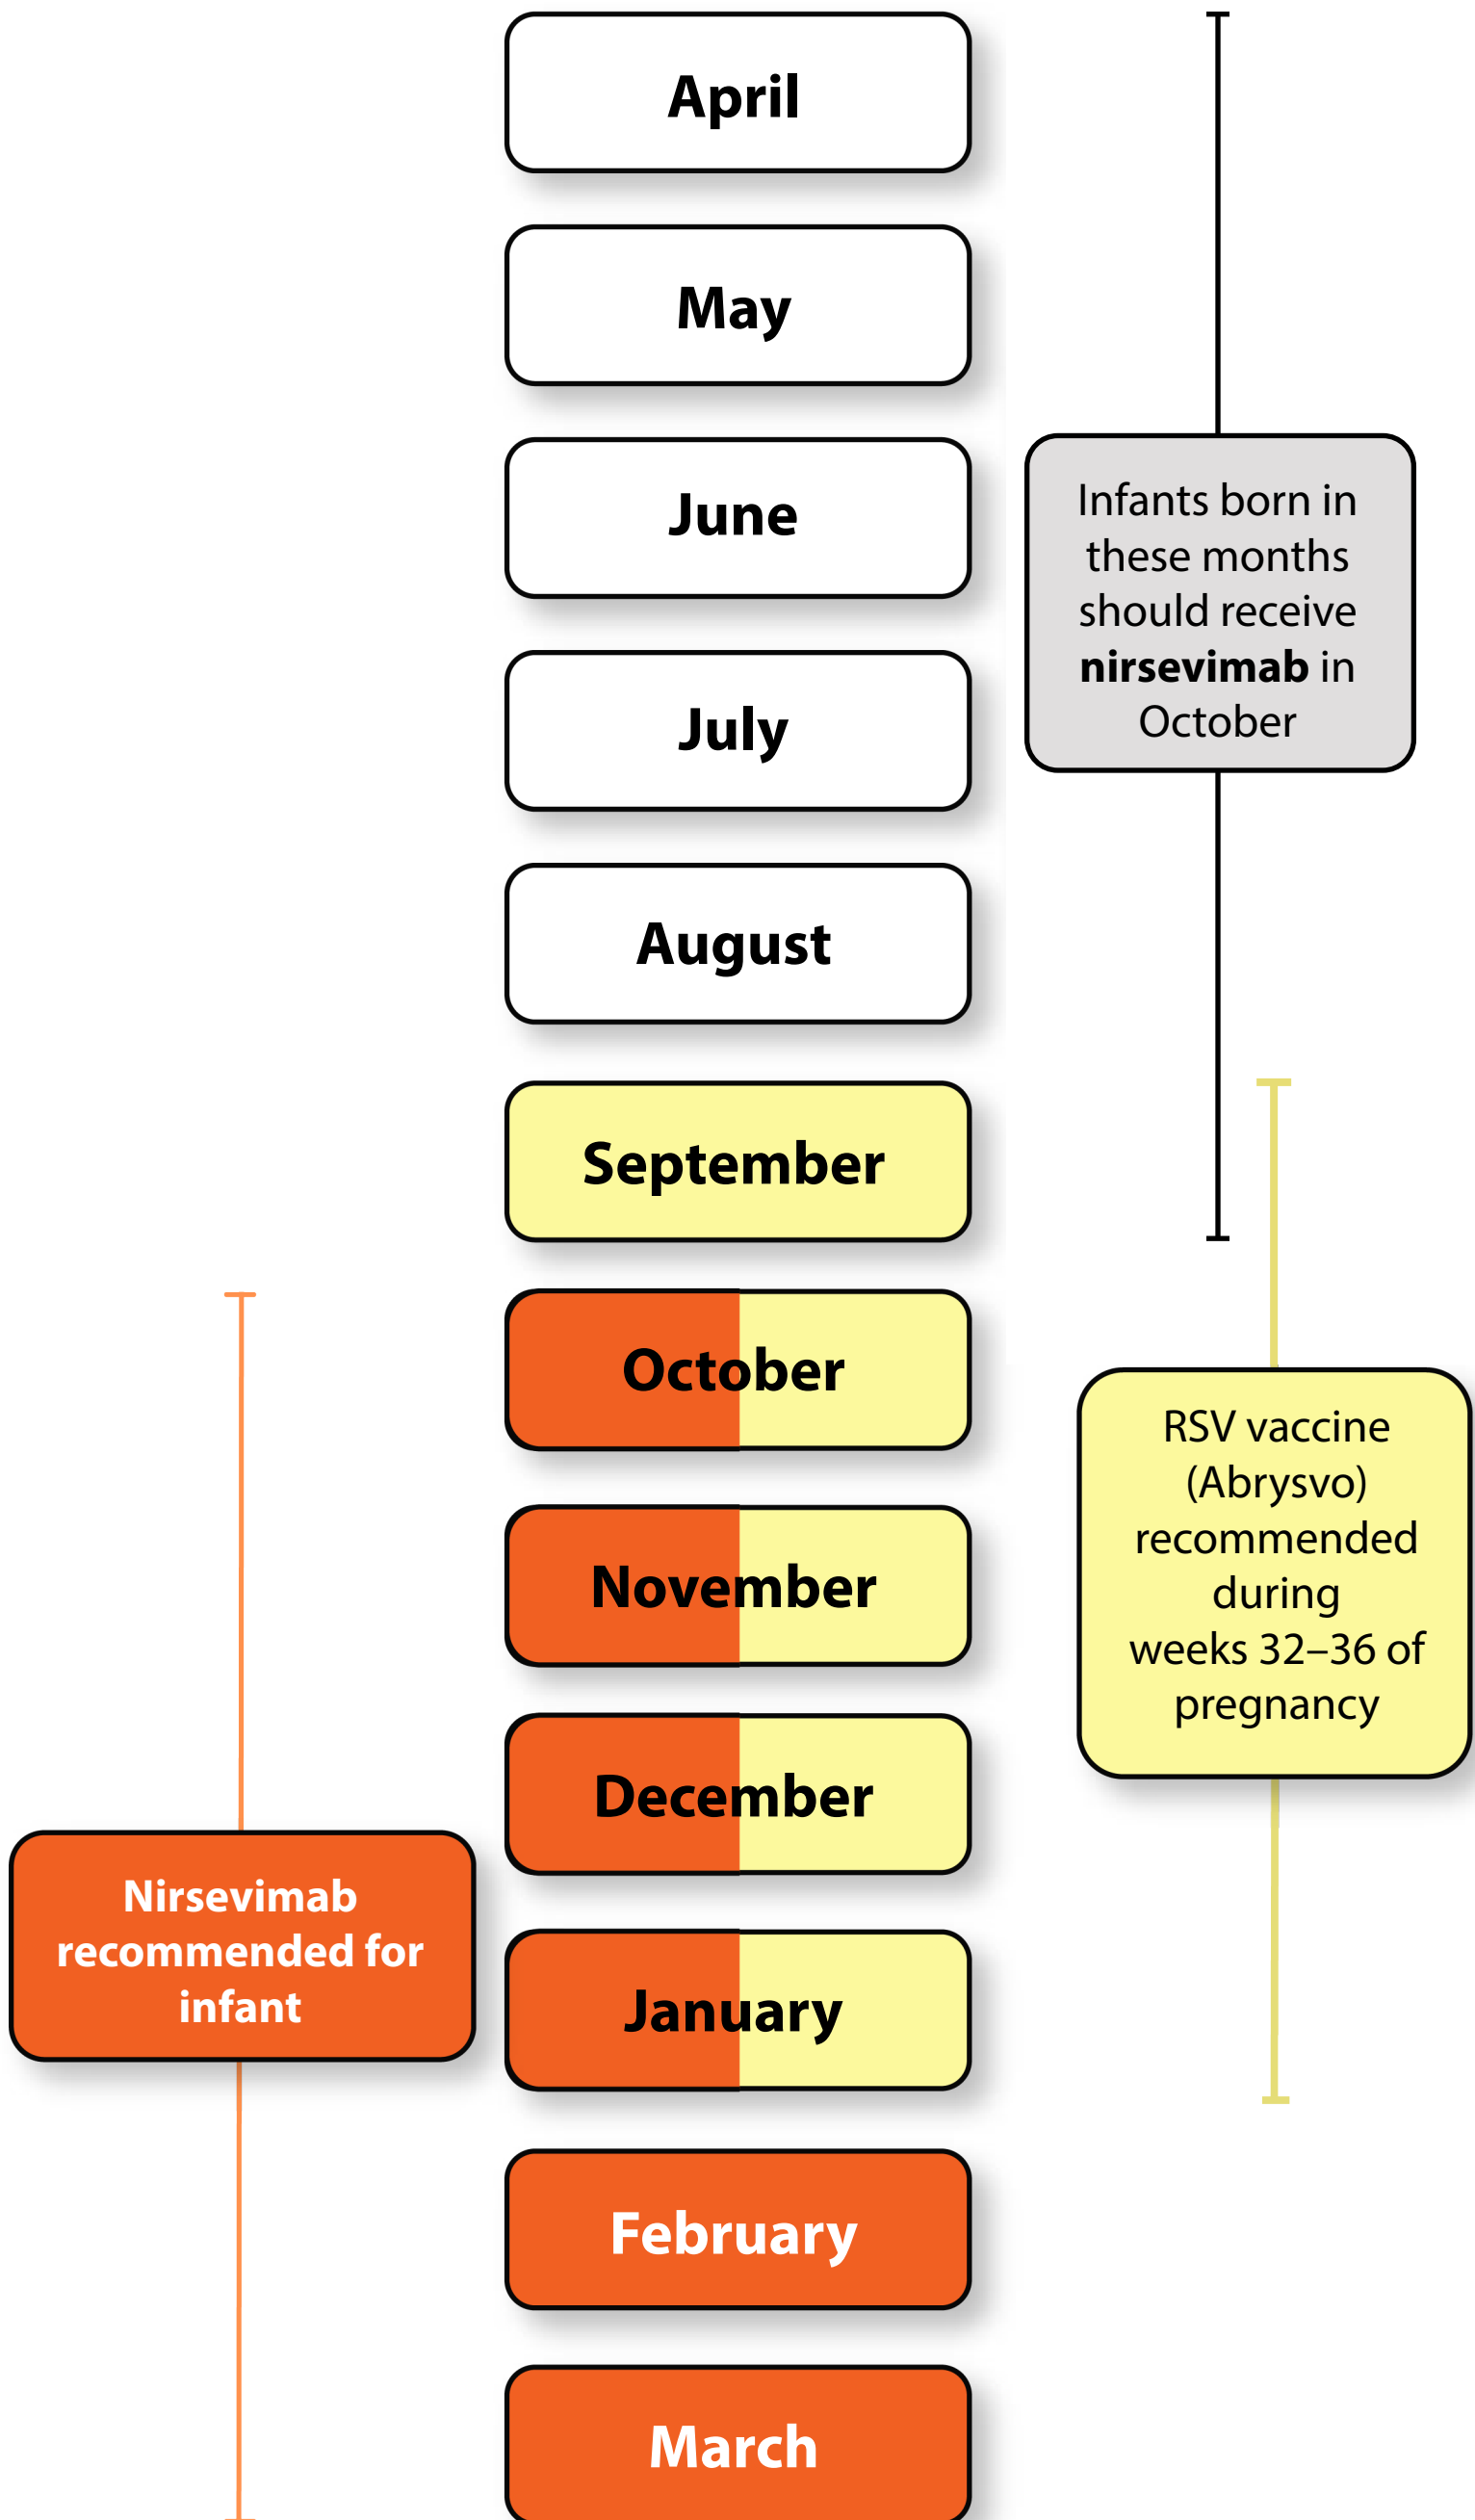 April
May
June
Infants born in
these months
should receive
nirsevimab in
October
July
August
September
October
RSV vaccine
(Abrysvo)
recommended
during
weeks 32–36 of
pregnancy
November
December
Nirsevimab
recommended for
infant
January
February
March